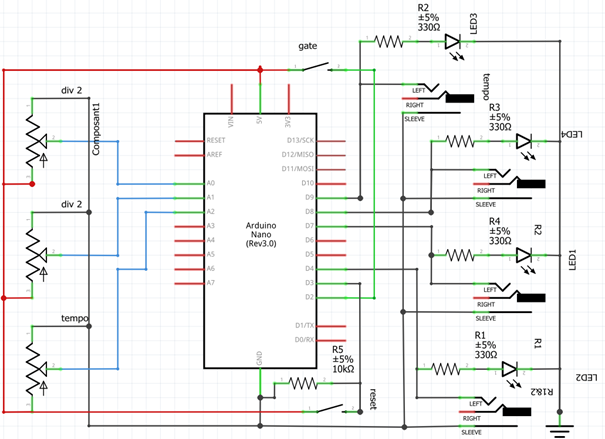 R2
±5%
330Ω
LED3
gate
div 2
Composant1
tempo
LEFT
RIGHT
SLEEVE
VIN
5V
3V3
R3
±5%
330Ω
LED4
RESET
AREF
D13/SCK
D12/MISO
D11/MOSI
LEFT
RIGHT
SLEEVE
A0
D10
A1
D9
A2
D8
div 2
A3
D7
Arduino
Nano
(Rev3.0)
R4
±5%
330Ω
R2
LED1
A4
D6
A5
D5
A6
D4
A7
D3
D2
LEFT
RIGHT
SLEEVE
tempo
D1/TX
D0/RX
R1
±5%
330Ω
R1
GND
R5
±5%
10kΩ
LED2
R1&2
reset
LEFT
RIGHT
SLEEVE